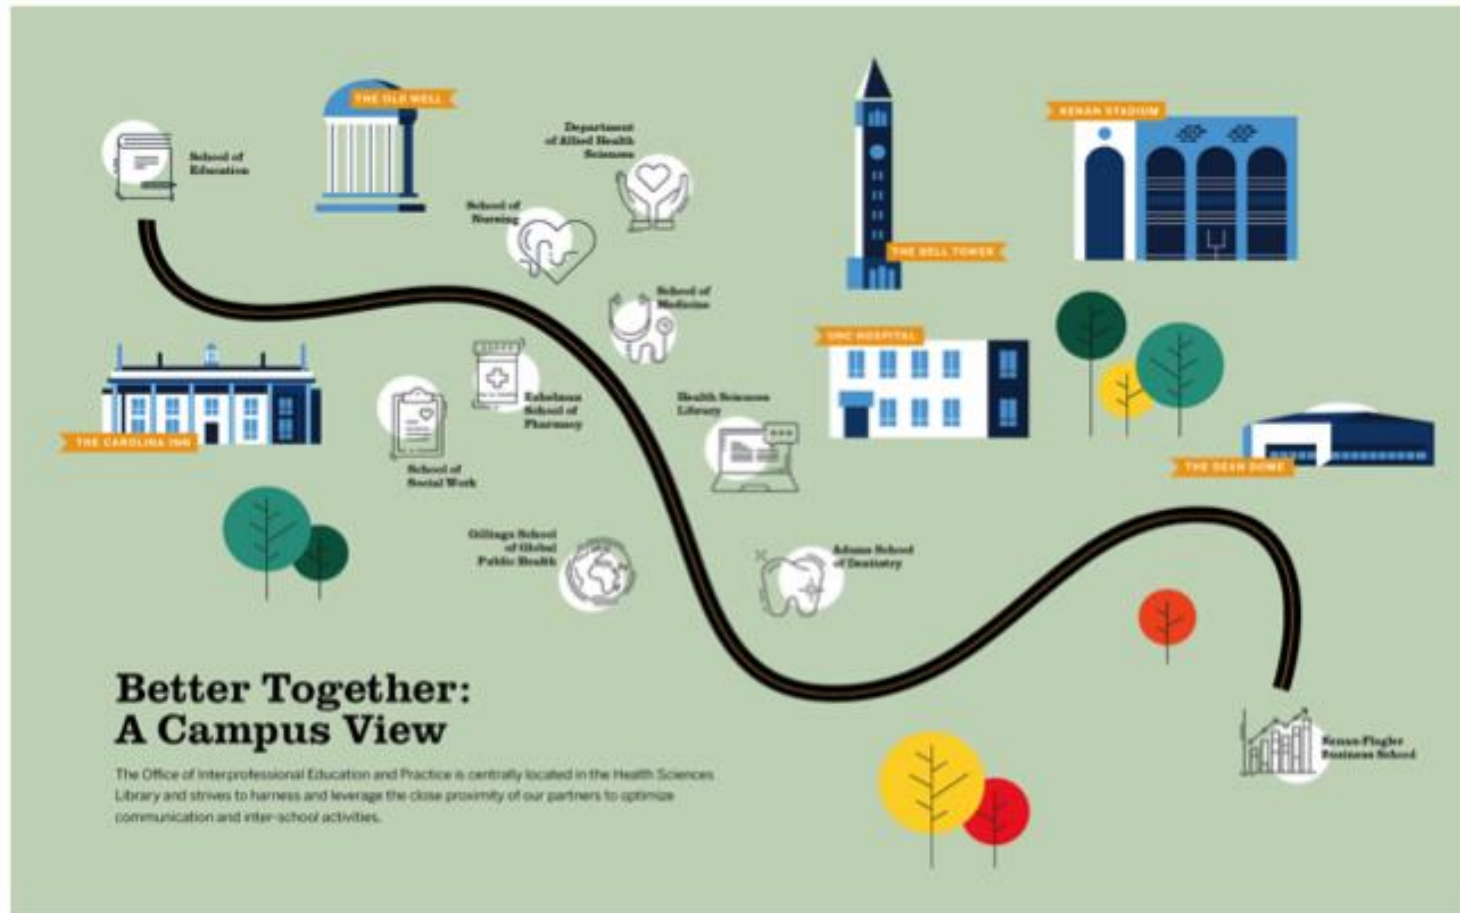 THE OLD WELL
KENAN STADIUM
Department
of Allied Health
Sciences
School of
Education
School of
Nursing
THE BELL TOWER
School of
Medicine
UNC HOSPITAL
Eshelman
School of
Pharmacy
Health Sciences
Library
THE CAROLINA INN
THE DEAN DOME
School of
Social Work
Gillings School
of Global
Public Health
Adams School
of Dentistry
Better Together:
A Campus View
The Office of Interprofessional Education and Practice is centrally located in the Health Sciences
Library and strives to harness and leverage the close proximity of our partners to optimize
communication and inter-school activities.
Kenan-Flagler
Business School